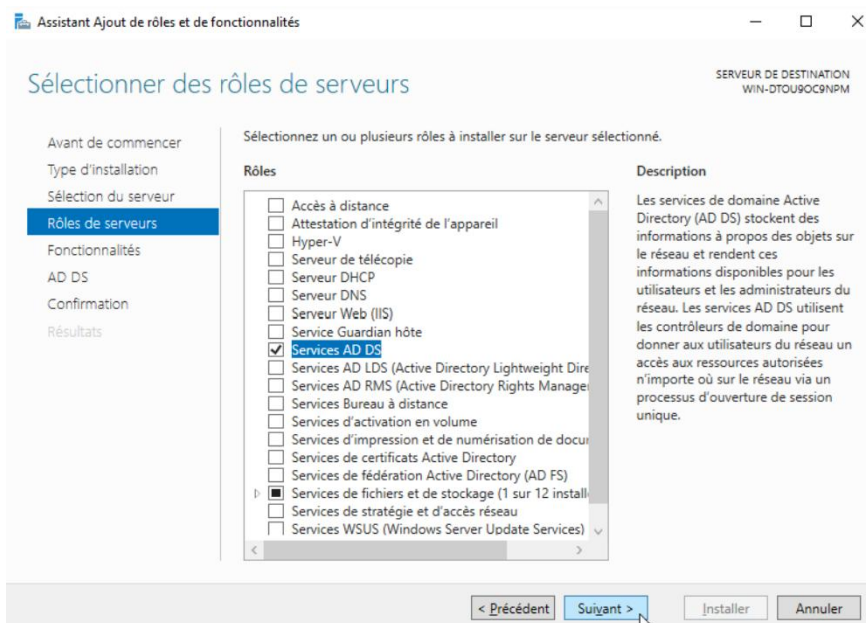 Assistant Ajout de rôles et de fonctionnalités
Sélectionner des rôles de serveurs
SERVEUR DE DESTINATION
WIN-DTOU9OC9NPM
Avant de commencer
Type d'installation
Sélection du serveur
Rôles de serveurs
Fonctionnalités
AD DS
Confirmation
Résultats
Sélectionnez un ou plusieurs rôles à installer sur le serveur sélectionné.
Rôles
Accès à distance
Attestation d'intégrité de l'appareil
Hyper-V
Serveur de télécopie
Serveur DHCP
Serveur DNS
Serveur Web (IIS)
Service Guardian hôte
Services AD DS
Services AD LDS (Active Directory Lightweight Dire
Services AD RMS (Active Directory Rights Manage
Services Bureau à distance
Services d'activation en volume
Services d'impression et de numérisation de docu
Services de certificats Active Directory
Services de fédération Active Directory (AD FS)
Services de fichiers et de stockage (1 sur 12 install
Services de stratégie et d'accès réseau
Services WSUS (Windows Server Update Services)
Description
Les services de domaine Active
Directory (AD DS) stockent des
informations à propos des objets sur
le réseau et rendent ces
informations disponibles pour les
utilisateurs et les administrateurs du
réseau. Les services AD DS utilisent
les contrôleurs de domaine pour
donner aux utilisateurs du réseau un
accès aux ressources autorisées
n'importe où sur le réseau via un
processus d'ouverture de session
unique.
< Précédent
Suivant >
Installer
Annuler